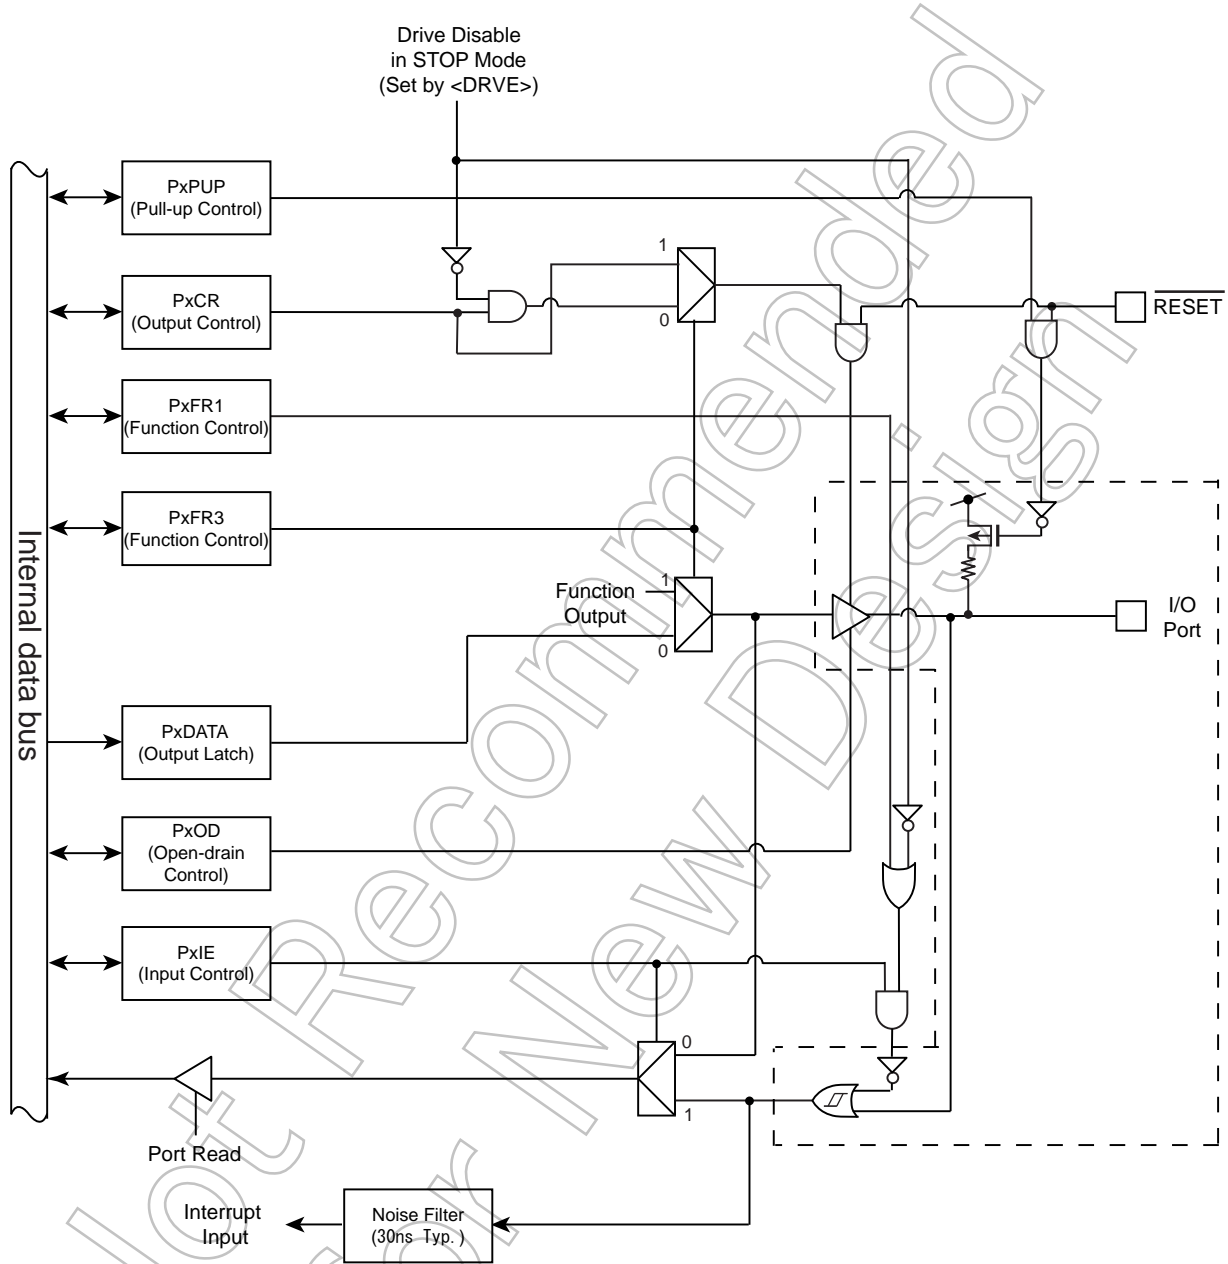 Drive Disable
in STOP Mode
(Set by <DRVE>)
PxPUP
(Pull-up Control)
1
PxCR
(Output Control)
0
RESET
PxFR1
(Function Control)
PxFR3
(Function Control)
Internal data bus
Function
Output
1
0
I/O
Port
PxDATA
(Output Latch)
PxOD
(Open-drain
Control)
PxIE
(Input Control)
0
1
Port Read
Interrupt
Input
Noise Filter
(30ns Typ.)
Not Recommended
for New Design